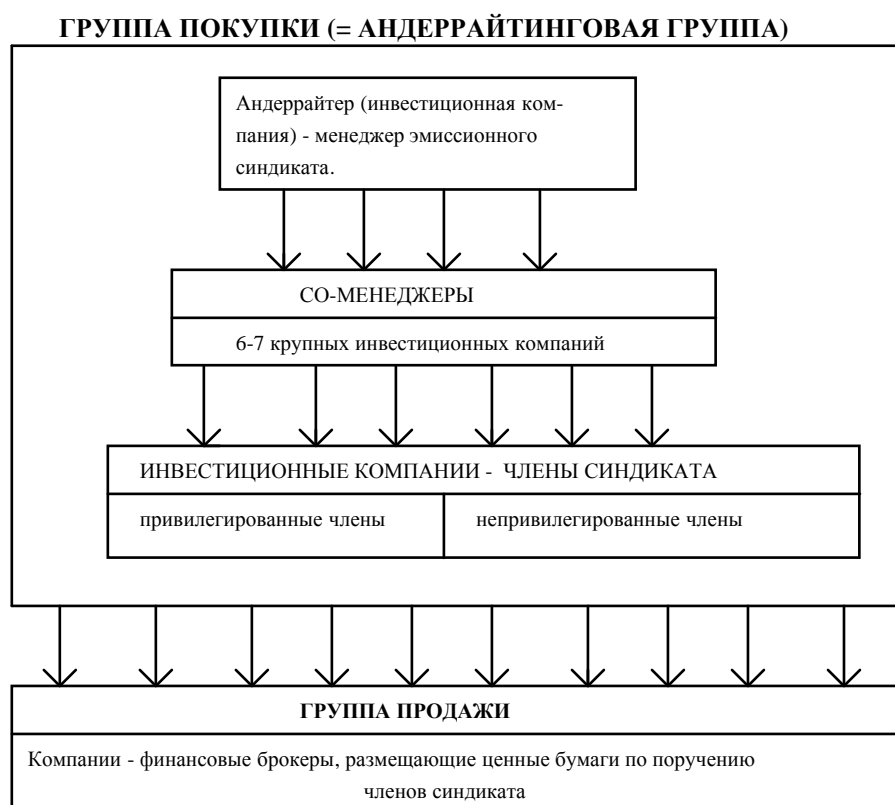 ГРУППА ПОКУПКИ (= АНДЕРРАЙТИНГОВАЯ ГРУППА)
Андеррайтер (инвестиционная ком-
пания) - менеджер эмиссионного
синдиката.
СО-МЕНЕДЖЕРЫ
6-7 крупных инвестиционных компаний
ИНВЕСТИЦИОННЫЕ КОМПАНИИ - ЧЛЕНЫ СИНДИКАТА
привилегированные члены
непривилегированные члены
ГРУППА ПРОДАЖИ
Компании - финансовые брокеры, размещающие ценные бумаги по поручению
членов синдиката